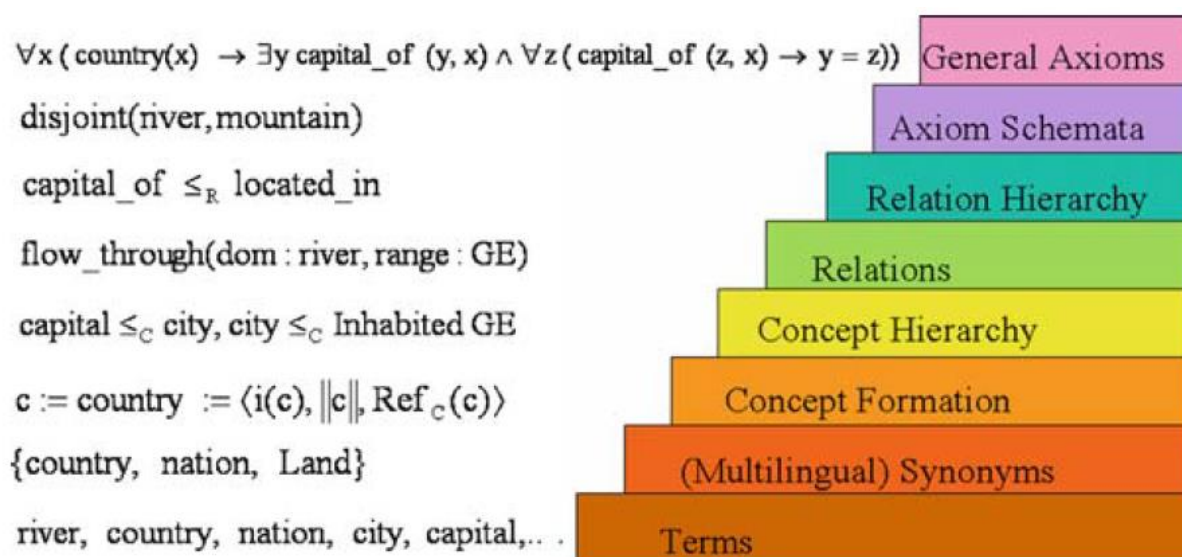 ∀x ( country(x) → ∃y capital_of (y, x) ∧ ∀z ( capital_of (z, x) → y = z)) General Axioms
disjoint(river,mountain) Axiom Schemata
capital_of ≤R located_in Relation Hierarchy
flow_through(dom : river, range : GE) Relations
capital ≤C city, city ≤C Inhabited GE Concept Hierarchy
c := country := ⟨i(c), ‖c‖, Ref C (c)⟩ Concept Formation
{country, nation, Land} (Multilingual) Synonyms
river, country, nation, city, capital,... Terms